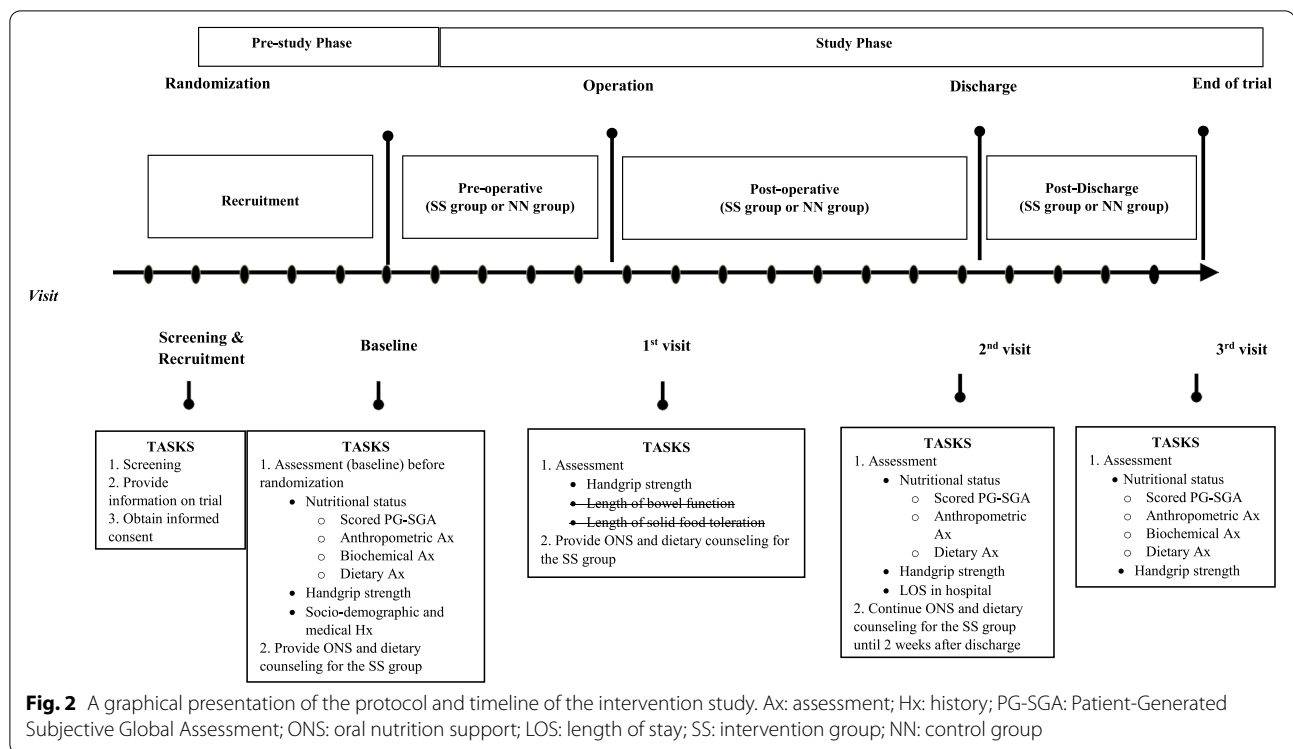 Pre-study Phase
Study Phase
Randomization
Operation
Discharge
End of trial
Recruitment
Pre-operative
(SS group or NN group)
Post-operative
(SS group or NN group)
Post-Discharge
(SS group or NN group)
Visit
Screening &
Recruitment
Baseline
1st visit
2nd visit
3rd visit
TASKS
1. Screening
2. Provide
information on trial
3. Obtain informed
consent
TASKS
1. Assessment (baseline) before
randomization
• Nutritional status
o Scored PG-SGA
o Anthropometric Ax
o Biochemical Ax
o Dietary Ax
• Handgrip strength
• Socio-demographic and
medical Hx
2. Provide ONS and dietary
counseling for the SS group
TASKS
1. Assessment
• Handgrip strength
• Length of bowel function
• Length of solid food toleration
2. Provide ONS and dietary counseling for
the SS group
TASKS
1. Assessment
• Nutritional status
o Scored PG-SGA
o Anthropometric
Ax
o Dietary Ax
• Handgrip strength
• LOS in hospital
2. Continue ONS and dietary
counseling for the SS group
until 2 weeks after discharge
TASKS
1. Assessment
• Nutritional status
o Scored PG-SGA
o Anthropometric Ax
o Biochemical Ax
o Dietary Ax
• Handgrip strength
Fig. 2 A graphical presentation of the protocol and timeline of the intervention study. Ax: assessment; Hx: history; PG-SGA: Patient-Generated
Subjective Global Assessment; ONS: oral nutrition support; LOS: length of stay; SS: intervention group; NN: control group